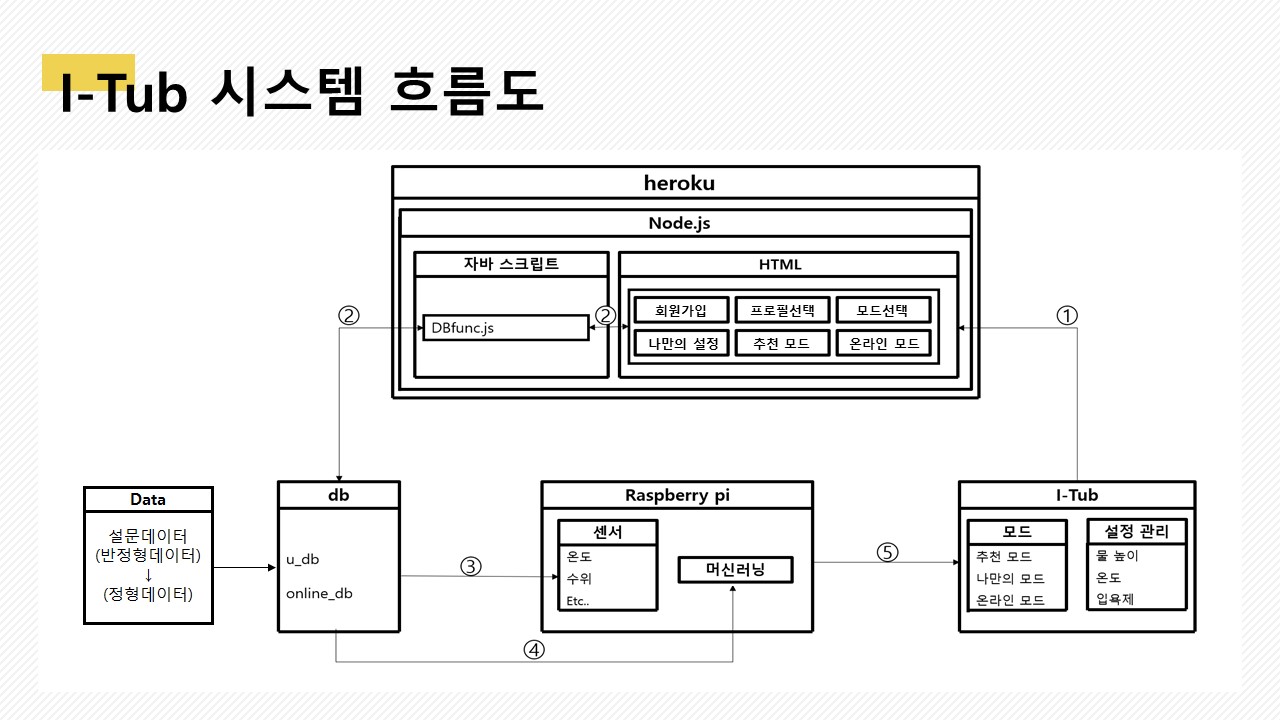 I-Tub 시스템 흐름도
heroku
Node.js
자바 스크립트
HTML
DBfunc.js
회원가입
프로필선택
모드선택
나만의 설정
추천 모드
온라인 모드
②
②
①
Data
설문데이터
(반정형데이터)
↓
(정형데이터)
db
u_db
online_db
③
④
Raspberry pi
센서
온도
수위
Etc..
머신러닝
⑤
I-Tub
모드
추천 모드
나만의 모드
온라인 모드
설정 관리
물 높이
온도
입욕제